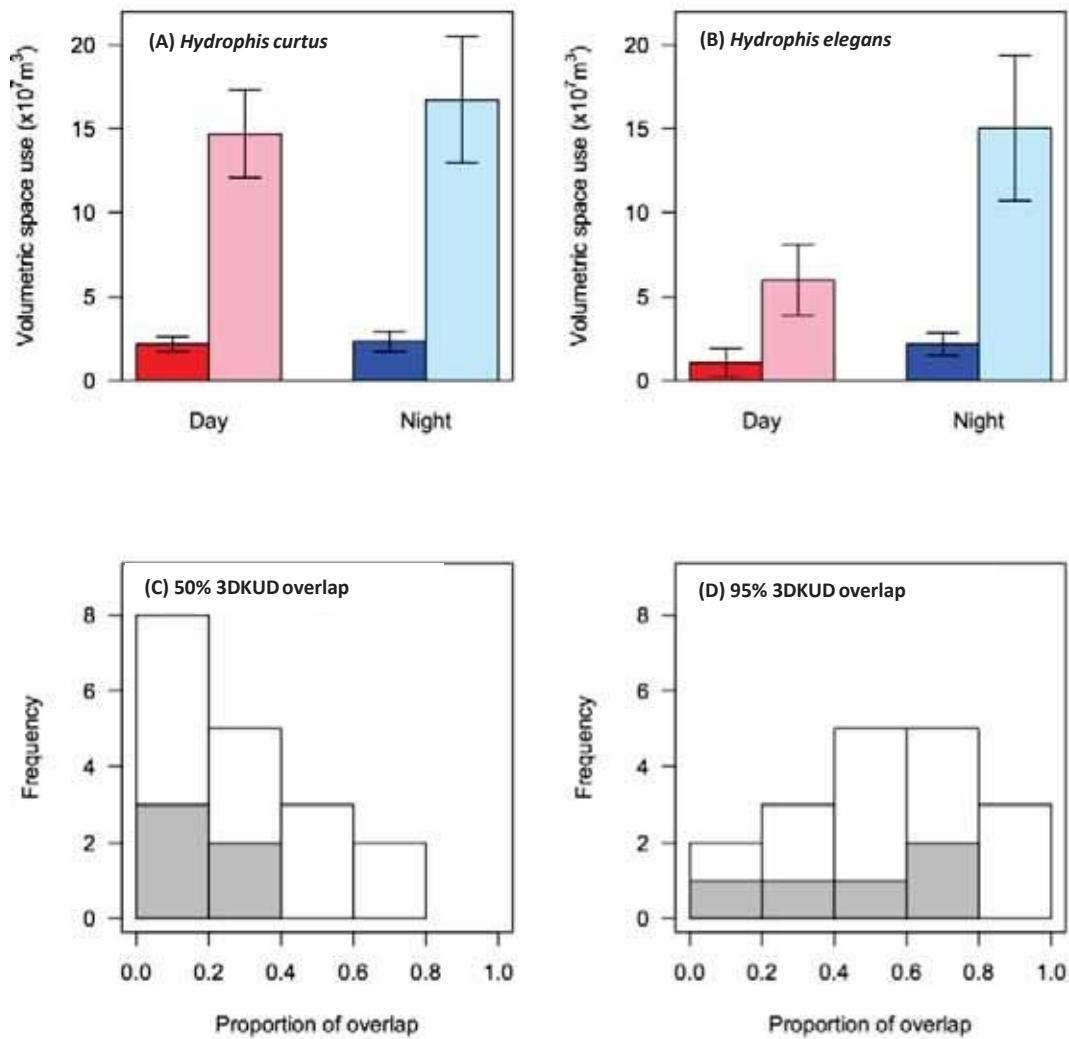 (A) Hydrophis curtus
Volumetric space use (x10⁷m³)
20
15
10
5
0
Day
Night
(B) Hydrophis elegans
Volumetric space use (x10⁷m³)
20
15
10
5
0
Day
Night
(C) 50% 3DKUD overlap
Frequency
8
6
4
2
0
0.0 0.2 0.4 0.6 0.8 1.0
Proportion of overlap
(D) 95% 3DKUD overlap
Frequency
8
6
4
2
0
0.0 0.2 0.4 0.6 0.8 1.0
Proportion of overlap